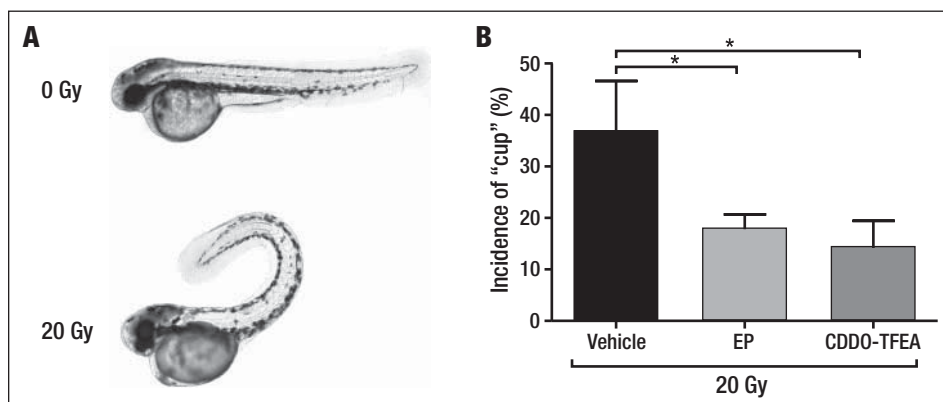 A
0 Gy
20 Gy
B
Incidence of “cup” (%)
50
40
30
20
10
0
*
*
Vehicle
EP
CDDO-TFEA
20 Gy